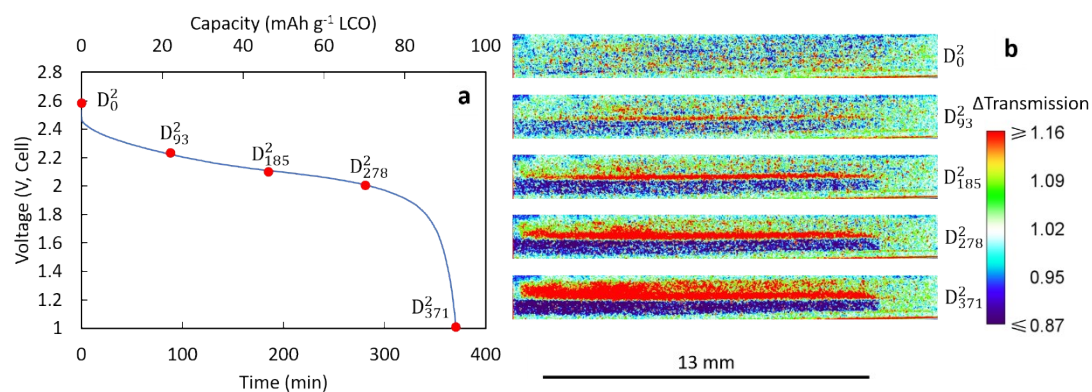 Capacity (mAh g⁻¹ LCO)
0 20 40 60 80 100
2.8
2.6
2.4
2.2
2
1.8
1.6
1.4
1.2
1
Voltage (V, Cell)
a
D₀²
D₉₃²
D₁₈₅²
D₂₇₈²
D₃₇₁²
0 100 200 300 400
Time (min)
b
D₀²
D₉₃²
D₁₈₅²
D₂₇₈²
D₃₇₁²
ΔTransmission
⩾ 1.16
1.09
1.02
0.95
⩽ 0.87
13 mm